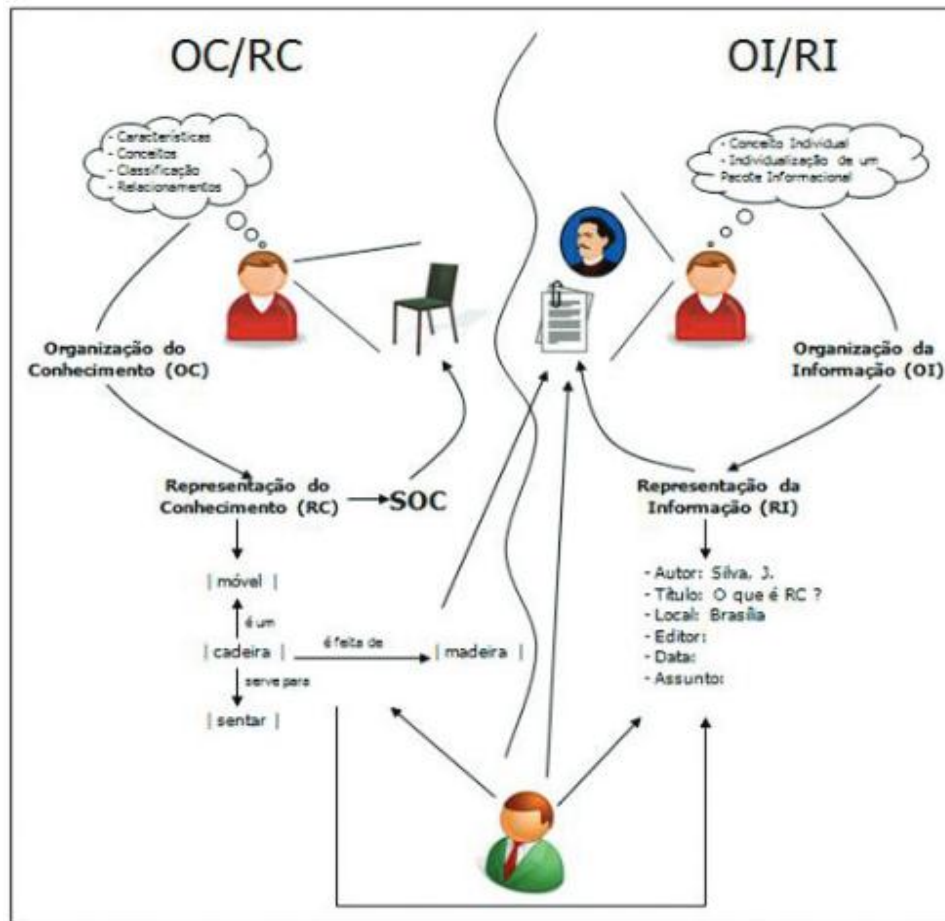 OC/RC
OI/RI
- Características
- Conceitos
- Classificação
- Relacionamentos
- Conceito Individual
- Individualização de um
Pacote Informacional
Organização do
Conhecimento (OC)
Organização da
Informação (OI)
Representação do
Conhecimento (RC)
SOC
Representação da
Informação (RI)
| móvel |
é um
| cadeira |
é feita de
| madeira |
serve para
| sentar |
- Autor: Silva, J.
- Título: O que é RC ?
- Local: Brasília
- Editor:
- Data:
- Assunto: